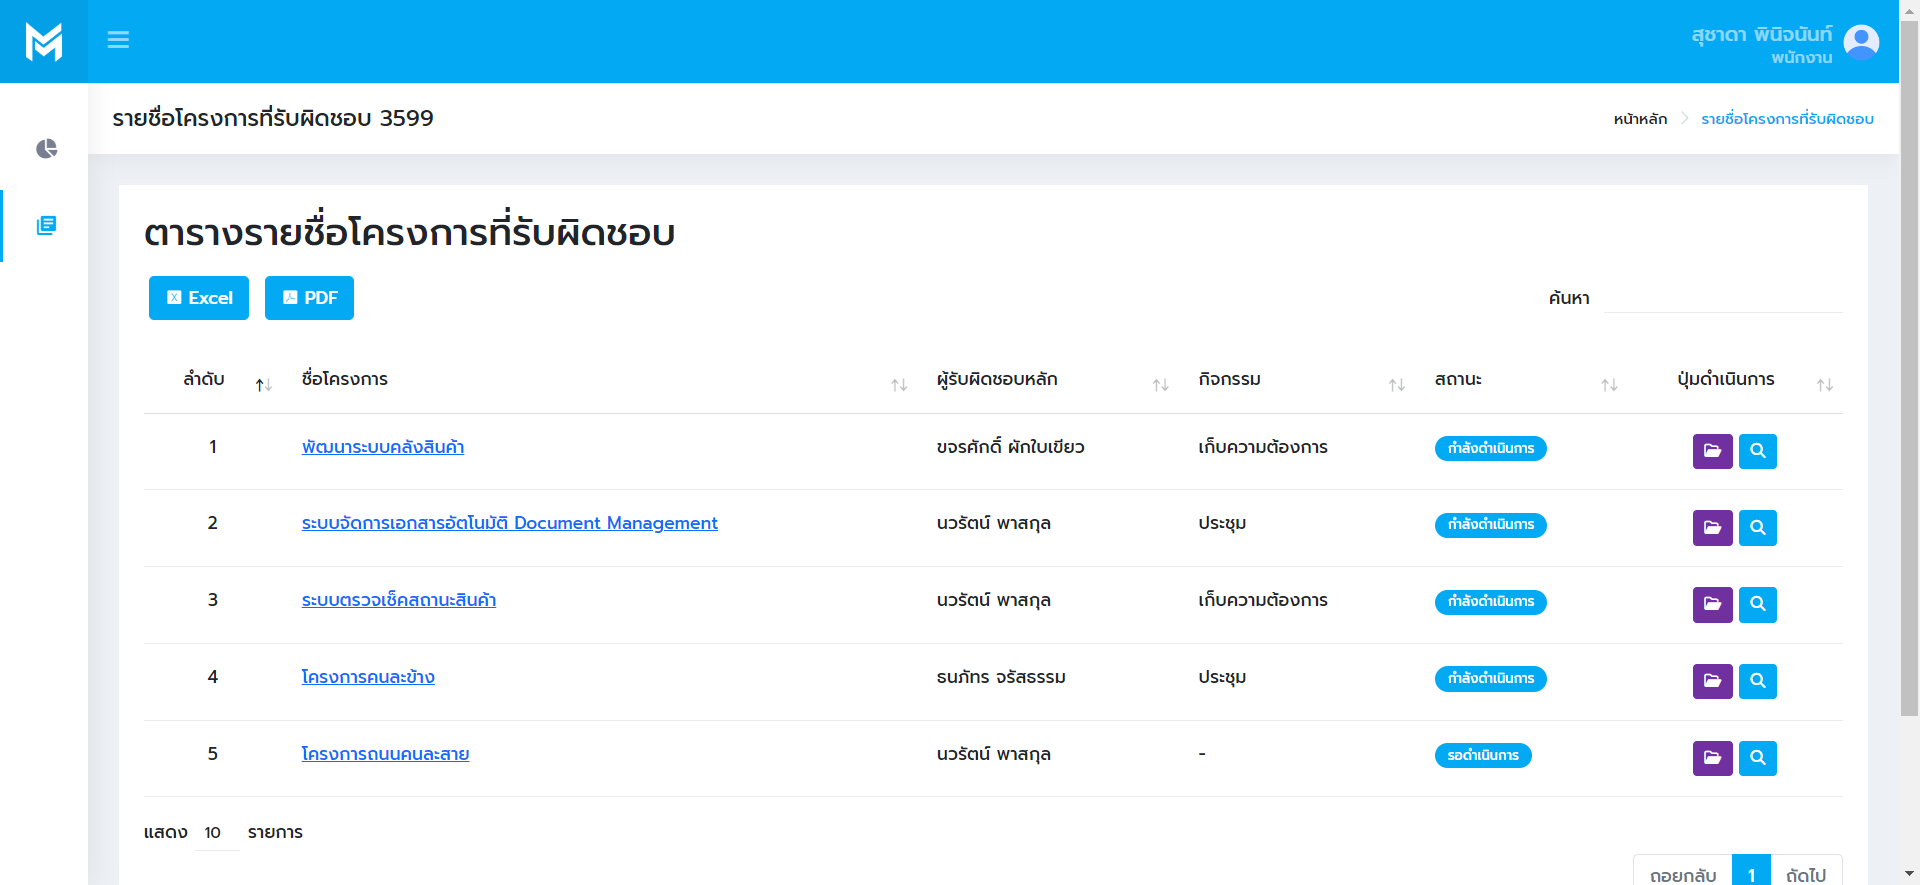 สุชาดา พินิจนันท์
พนักงาน
รายชื่อโครงการที่รับผิดชอบ 3599
หน้าหลัก รายชื่อโครงการที่รับผิดชอบ
ตารางรายชื่อโครงการที่รับผิดชอบ
Excel PDF ค้นหา
ลำดับ ชื่อโครงการ ผู้รับผิดชอบหลัก กิจกรรม สถานะ ปุ่มดำเนินการ
1 พัฒนาระบบคลังสินค้า ขจรศักดิ์ ผักใบเขียว เก็บความต้องการ กำลังดำเนินการ
2 ระบบจัดการเอกสารอัตโนมัติ Document Management นวรัตน์ พาสกุล ประชุม กำลังดำเนินการ
3 ระบบตรวจเช็คสถานะสินค้า นวรัตน์ พาสกุล เก็บความต้องการ กำลังดำเนินการ
4 โครงการคนละข้าง ธนภัทร จรัสธรรม ประชุม กำลังดำเนินการ
5 โครงการถนนคนละสาย นวรัตน์ พาสกุล - รอดำเนินการ
แสดง 10 รายการ
ถอยกลับ 1 ถัดไป